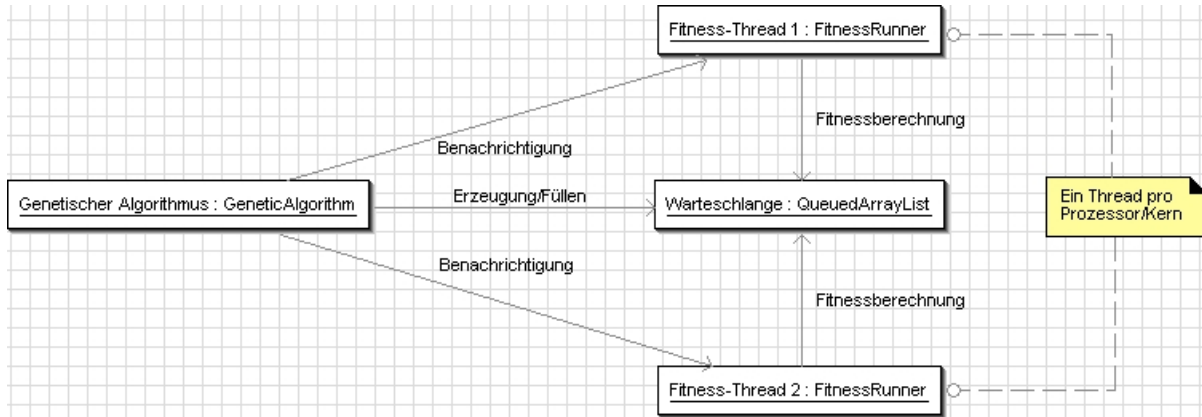 Fitness-Thread 1 : FitnessRunner
Fitnessberechnung
Benachrichtigung
Genetischer Algorithmus : GeneticAlgorithm
Erzeugung/Füllen
Warteschlange : QueuedArrayList
Ein Thread pro
Prozessor/Kern
Benachrichtigung
Fitnessberechnung
Fitness-Thread 2 : FitnessRunner